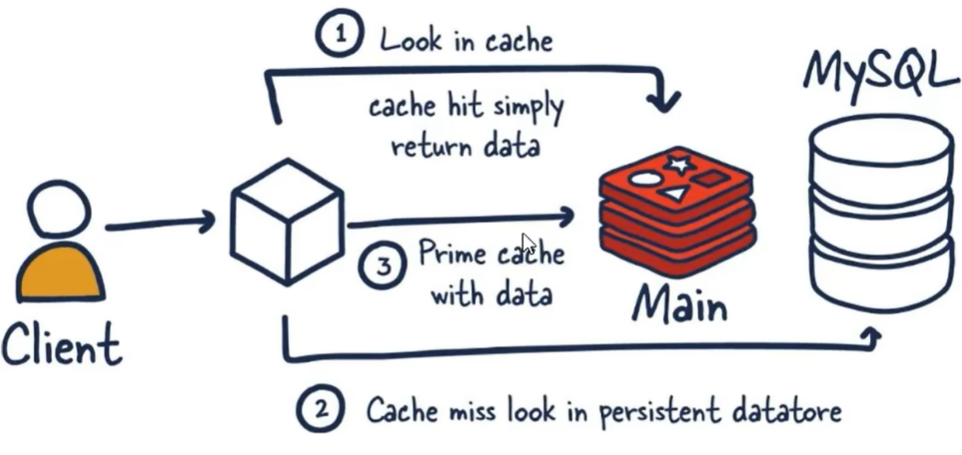 1 Look in cache
cache hit simply
return data
MySQL
3 Prime cache
with data
Main
Client
2 Cache miss look in persistent datatore